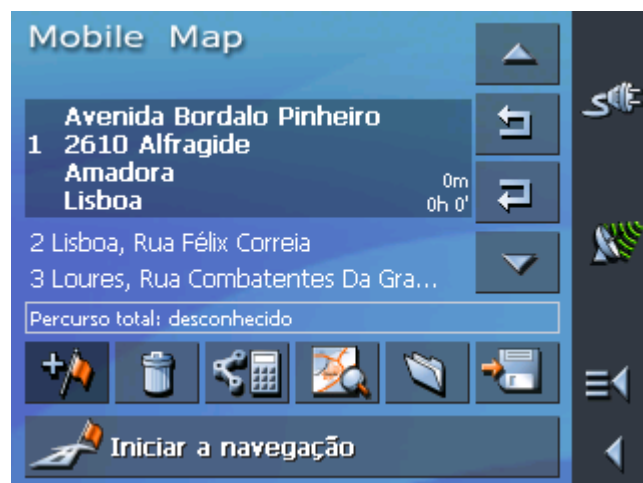 Mobile Map
Avenida Bordalo Pinheiro
1 2610 Alfragide
Amadora 0m
Lisboa 0h 0'
2 Lisboa, Rua Félix Correia
3 Loures, Rua Combatentes Da Gra...
Percurso total: desconhecido
Iniciar a navegação